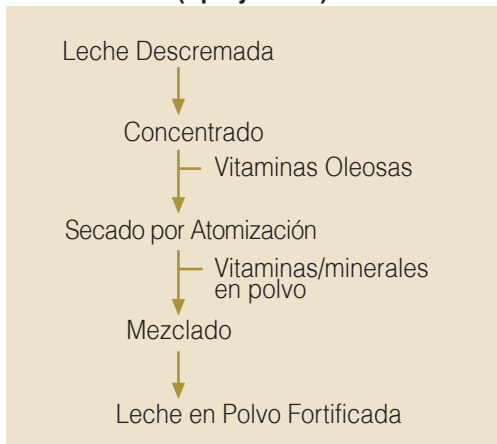 Leche Descremada
Concentrado
Vitaminas Oleosas
Secado por Atomización
Vitaminas/minerales
en polvo
Mezclado
Leche en Polvo Fortificada